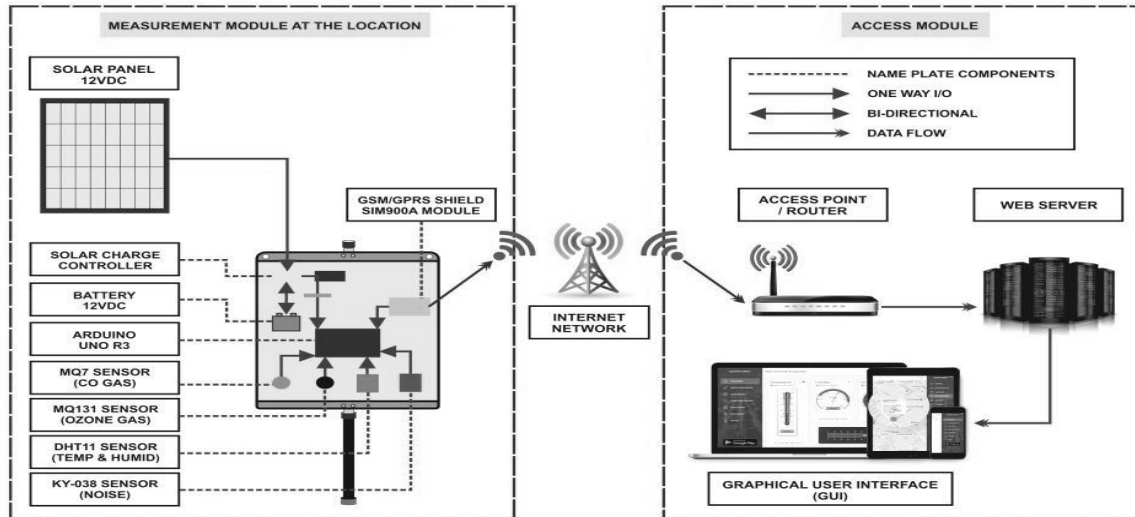 MEASUREMENT MODULE AT THE LOCATION
SOLAR PANEL
12VDC
GSM/GPRS SHIELD
SIM900A MODULE
SOLAR CHARGE
CONTROLLER
BATTERY
12VDC
ARDUINO
UNO R3
MQ7 SENSOR
(CO GAS)
MQ131 SENSOR
(OZONE GAS)
DHT11 SENSOR
(TEMP & HUMID)
KY-038 SENSOR
(NOISE)
INTERNET
NETWORK
ACCESS MODULE
NAME PLATE COMPONENTS
ONE WAY I/O
BI-DIRECTIONAL
DATA FLOW
ACCESS POINT
/ ROUTER
WEB SERVER
Google Play
GRAPHICAL USER INTERFACE
(GUI)